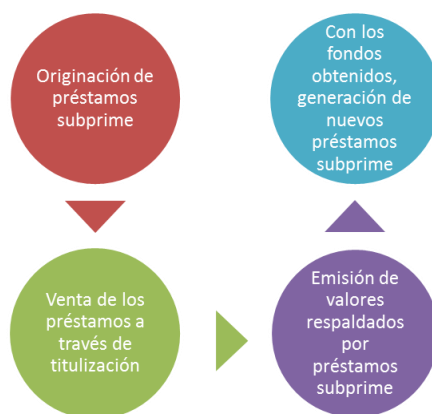 Originación de
préstamos
subprime
Venta de los
préstamos a
través de
titulización
Emisión de
valores
respaldados
por
préstamos
subprime
Con los
fondos
obtenidos,
generación de
nuevos
préstamos
subprime